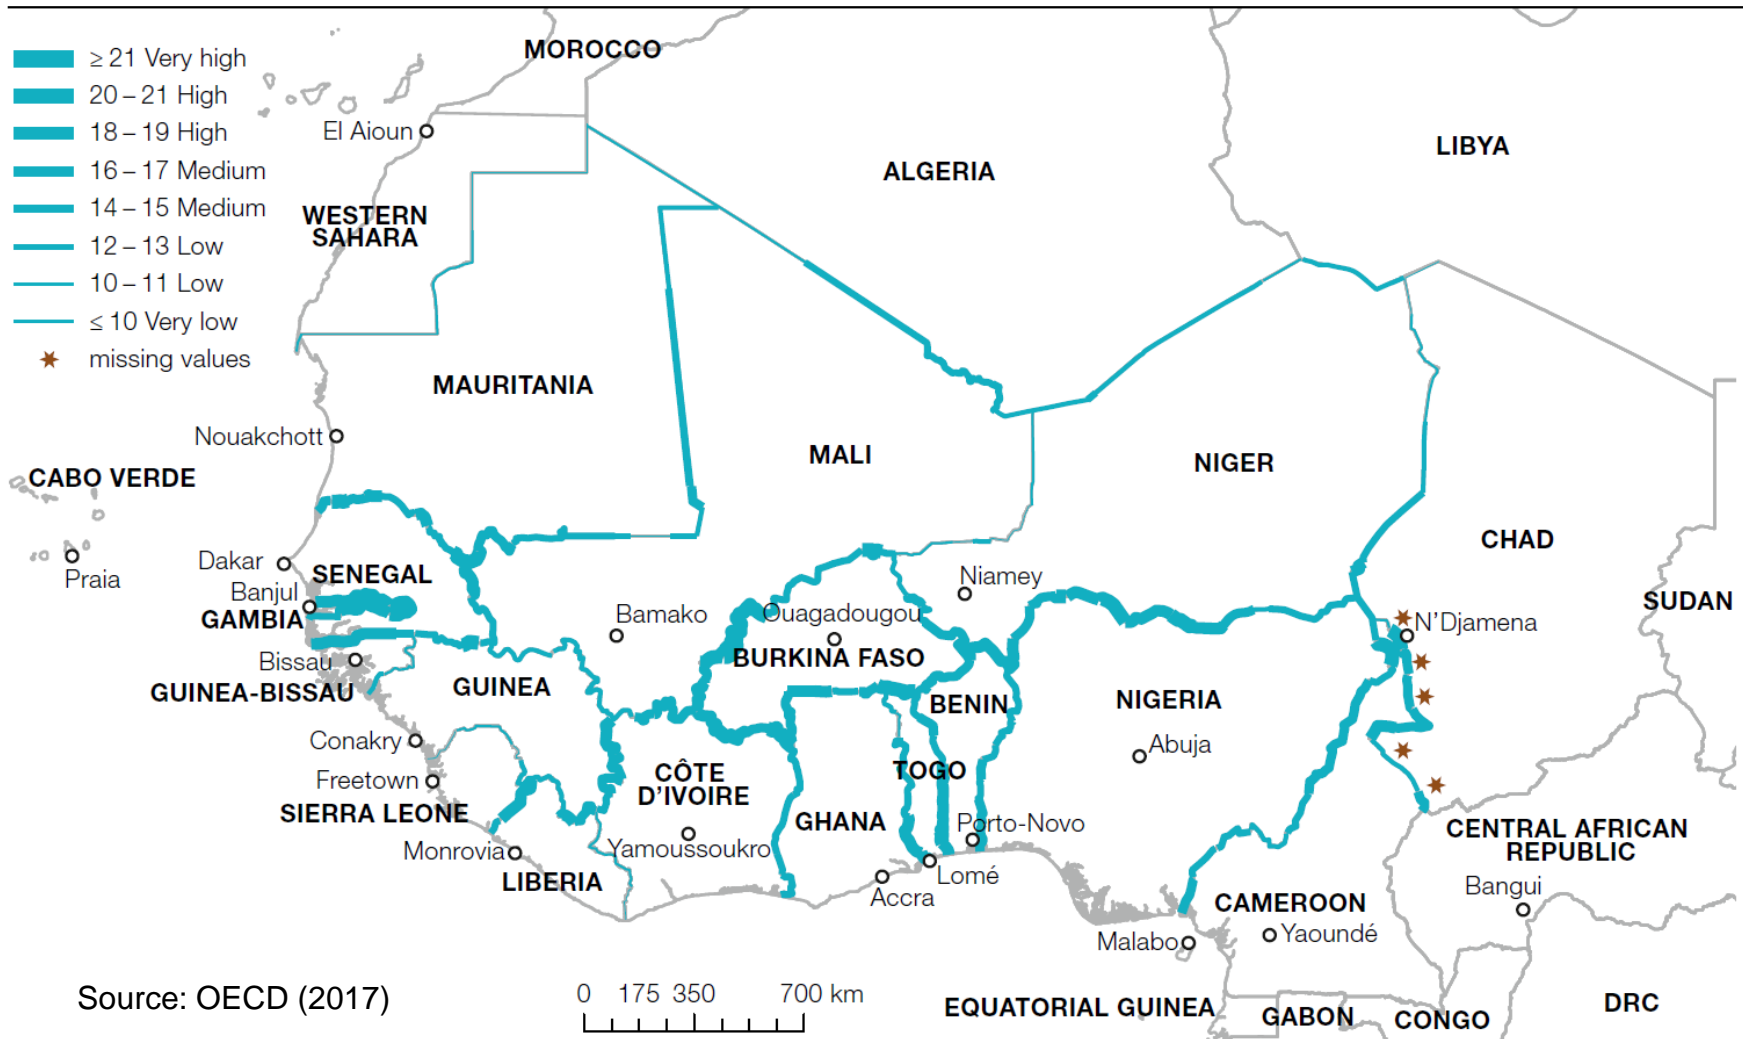 ≥ 21 Very high
20 – 21 High
18 – 19 High
16 – 17 Medium
14 – 15 Medium
12 – 13 Low
10 – 11 Low
≤ 10 Very low
missing values
MOROCCO
El Aioun
ALGERIA
LIBYA
WESTERN
SAHARA
MAURITANIA
Nouakchott
MALI
NIGER
CABO VERDE
Praia
CHAD
Dakar
SENEGAL
Banjul
GAMBIA
Niamey
SUDAN
Bamako
Ouagadougou
N'Djamena
BURKINA FASO
Bissau
GUINEA-BISSAU
GUINEA
BENIN
NIGERIA
Conakry
Abuja
Freetown
CÔTE
D'IVOIRE
TOGO
SIERRA LEONE
GHANA
Porto-Novo
CENTRAL AFRICAN
REPUBLIC
Monrovia
Yamoussoukro
LIBERIA
Lomé
Accra
Bangui
CAMEROON
Malabo
Yaoundé
Source: OECD (2017)
0 175 350 700 km
EQUATORIAL GUINEA
GABON
CONGO
DRC